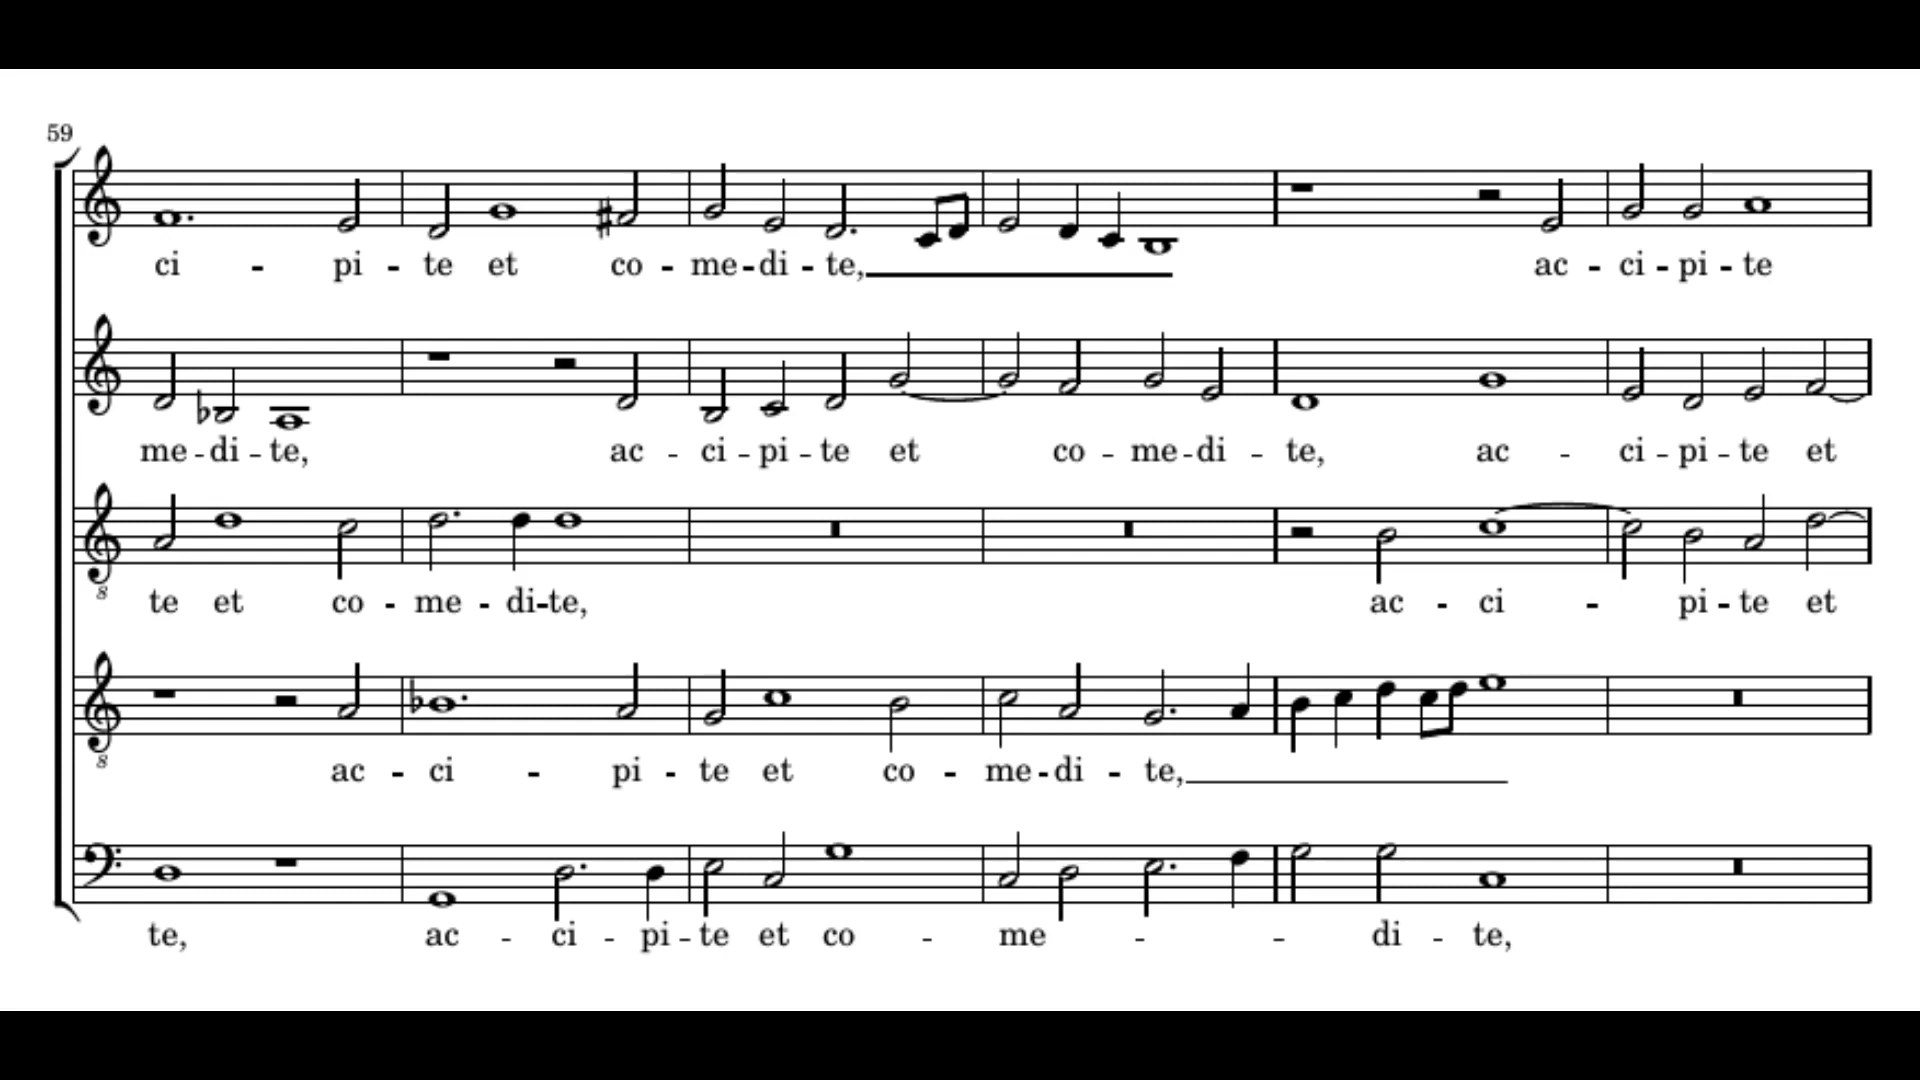 59
ci - pi - te et co - me - di - te, ac - ci - pi - te
me - di - te, ac - ci - pi - te et co - me - di - te, ac - ci - pi - te et
8
te et co - me - di - te, ac - ci - pi - te et
8
ac - ci - pi - te et co - me - di - te,
te, ac - ci - pi - te et co - me - - di - te,